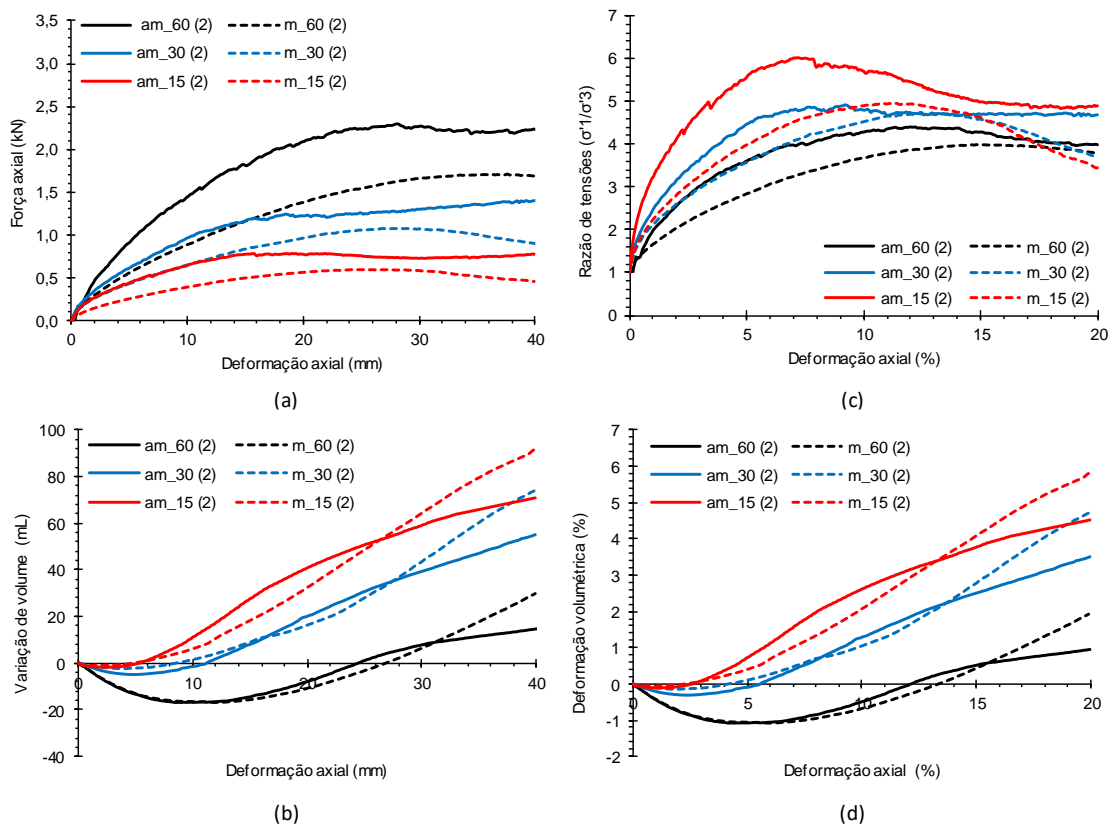 3,5
3,0
2,5
2,0
1,5
1,0
0,5
0,0
Força axial (kN)
am_60 (2) m_60 (2)
am_30 (2) m_30 (2)
am_15 (2) m_15 (2)
0 10 20 30 40
Deformação axial (mm)
(a)
7
6
5
4
3
2
1
0
Razão de tensões (σ'1/σ'3)
am_60 (2) m_60 (2)
am_30 (2) m_30 (2)
am_15 (2) m_15 (2)
0 5 10 15 20
Deformação axial (%)
(c)
100
80
60
40
20
0
-20
-40
Variação de volume (mL)
am_60 (2) m_60 (2)
am_30 (2) m_30 (2)
am_15 (2) m_15 (2)
0 10 20 30 40
Deformação axial (mm)
(b)
7
6
5
4
3
2
1
0
-1
-2
Deformação volumétrica (%)
am_60 (2) m_60 (2)
am_30 (2) m_30 (2)
am_15 (2) m_15 (2)
0 5 10 15 20
Deformação axial (%)
(d)